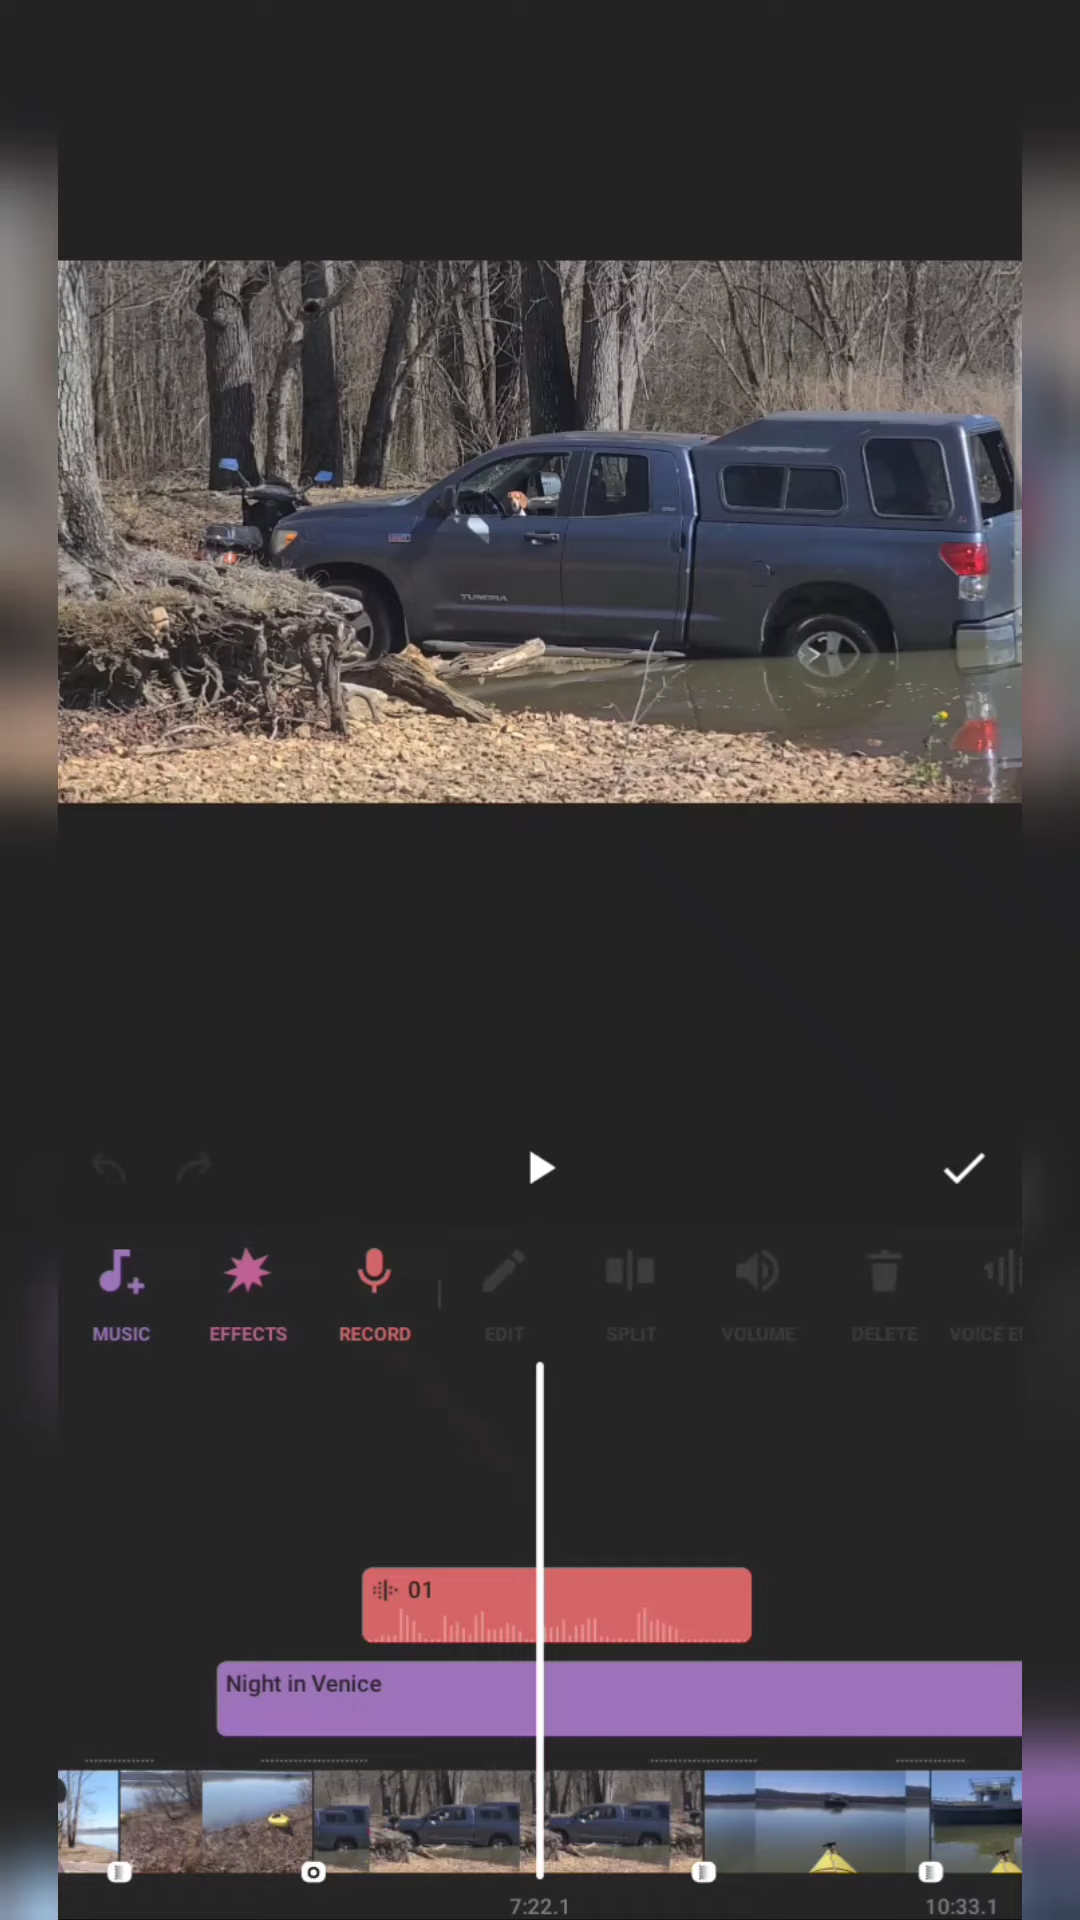 TUNDRA
MUSIC
EFFECTS
RECORD
EDIT
SPLIT
VOLUME
DELETE
VOICE E
01
Night in Venice
7:22.1
10:33.1